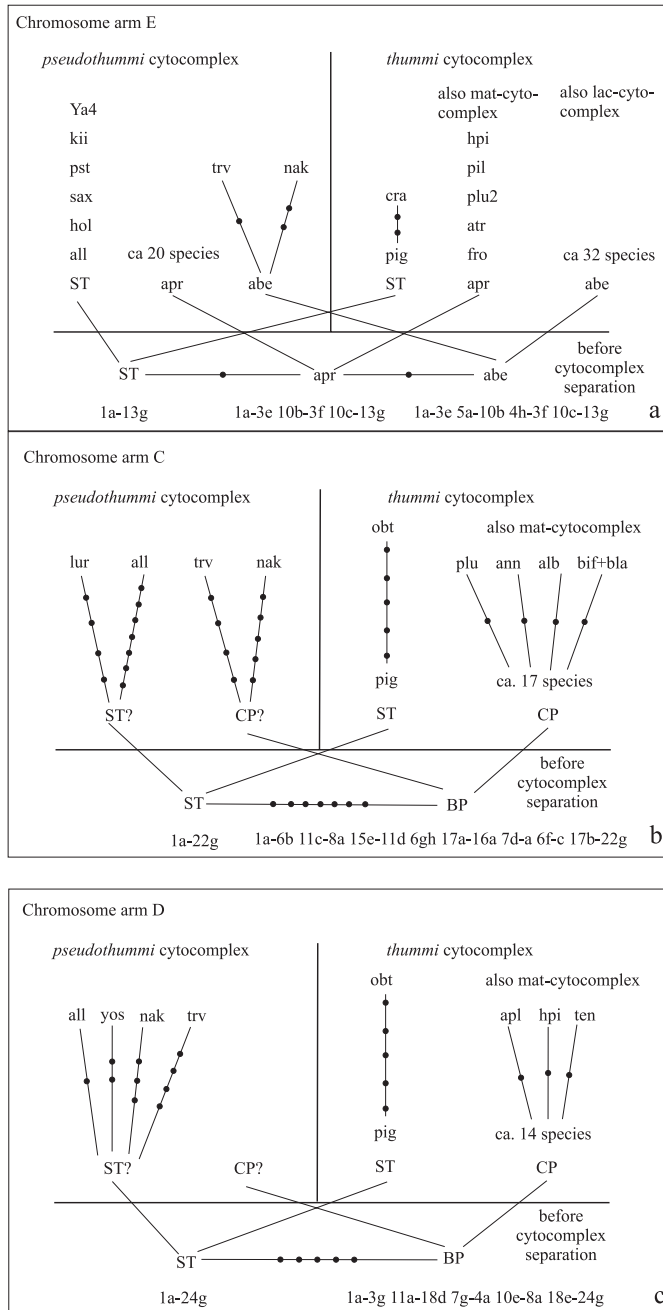 Chromosome arm E
pseudothummi cytocomplex
thummi cytocomplex
also mat-cyto-
complex
also lac-cyto-
complex
Ya4
kii
pst
sax
hol
all
ST
ca 20 species
apr
trv
nak
abe
cra
pig
ST
hpi
pil
plu2
atr
fro
apr
ca 32 species
abe
before
cytocomplex
separation
ST
apr
abe
1a-13g
1a-3e 10b-3f 10c-13g
1a-3e 5a-10b 4h-3f 10c-13g
a
Chromosome arm C
pseudothummi cytocomplex
thummi cytocomplex
obt
also mat-cytocomplex
lur
all
trv
nak
plu
ann
alb
bif+bla
pig
ca. 17 species
ST?
CP?
ST
CP
before
cytocomplex
separation
ST
BP
1a-22g
1a-6b 11c-8a 15e-11d 6gh 17a-16a 7d-a 6f-c 17b-22g
b
Chromosome arm D
pseudothummi cytocomplex
thummi cytocomplex
obt
also mat-cytocomplex
all
yos
nak
trv
apl
hpi
ten
pig
ca. 14 species
ST?
CP?
ST
CP
before
cytocomplex
separation
ST
BP
1a-24g
1a-3g 11a-18d 7g-4a 10e-8a 18e-24g
c